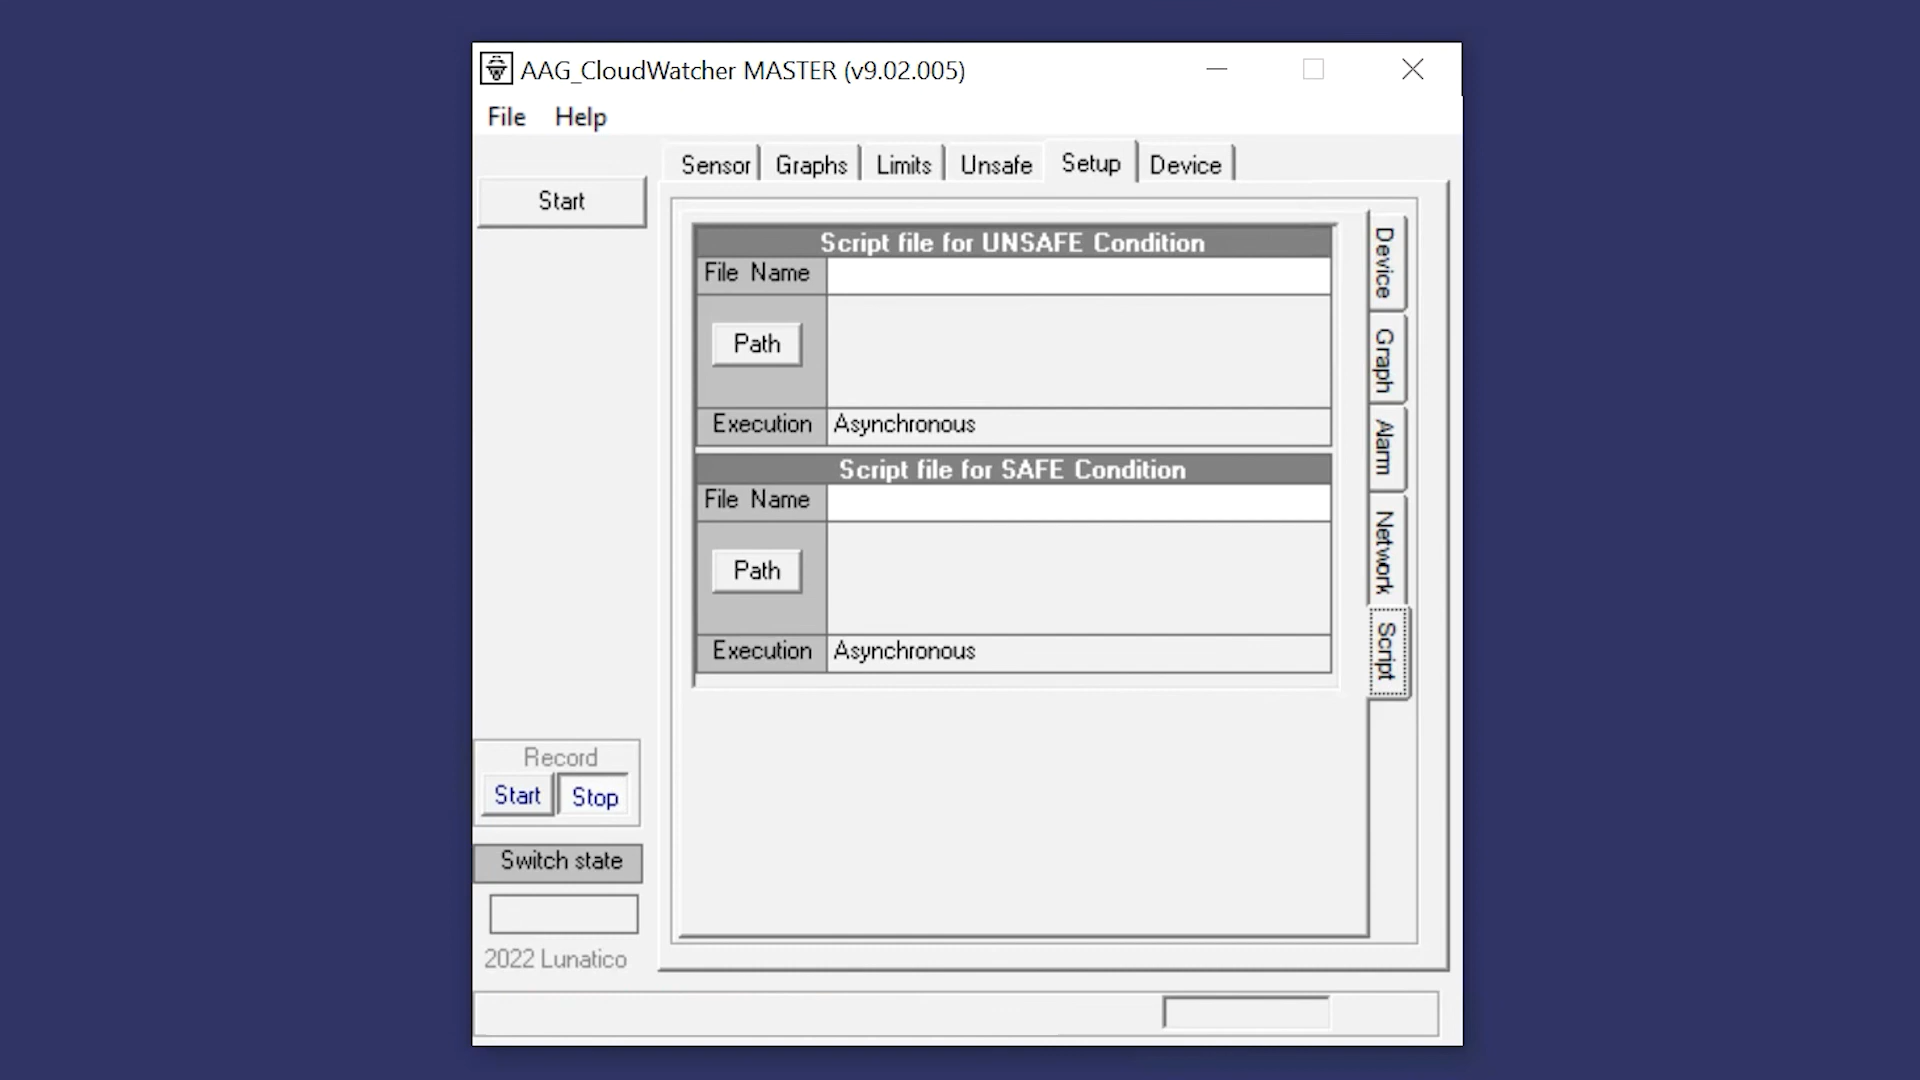 AAG_CloudWatcher MASTER (v9.02.005)
File Help
Sensor Graphs Limits Unsafe Setup Device
Start
Script file for UNSAFE Condition
File Name
Path
Execution Asynchronous
Script file for SAFE Condition
File Name
Path
Execution Asynchronous
Device
Graph
Alarm
Network
Script
Record
Start Stop
Switch state
2022 Lunatico